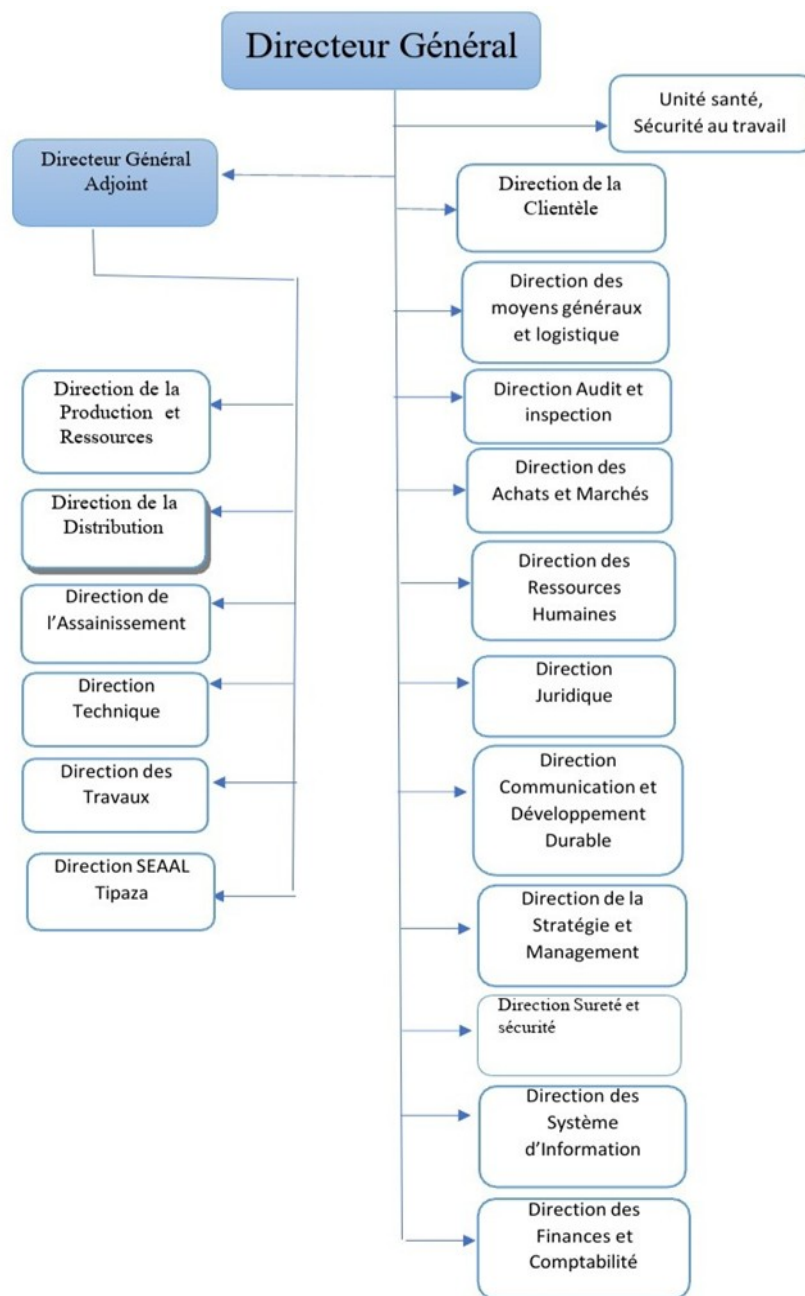 Directeur Général
Unité santé,
Sécurité au travail
Directeur Général
Adjoint
Direction de la
Clientèle
Direction des
moyens généraux
et logistique
Direction Audit et
inspection
Direction des
Achats et Marchés
Direction des
Ressources
Humaines
Direction
Juridique
Direction
Communication et
Développement
Durable
Direction de la
Stratégie et
Management
Direction Sureté et
sécurité
Direction des
Système
d’Information
Direction des
Finances et
Comptabilité
Direction de la
Production et
Ressources
Direction de la
Distribution
Direction de
l’Assainissement
Direction
Technique
Direction des
Travaux
Direction SEAAL
Tipaza